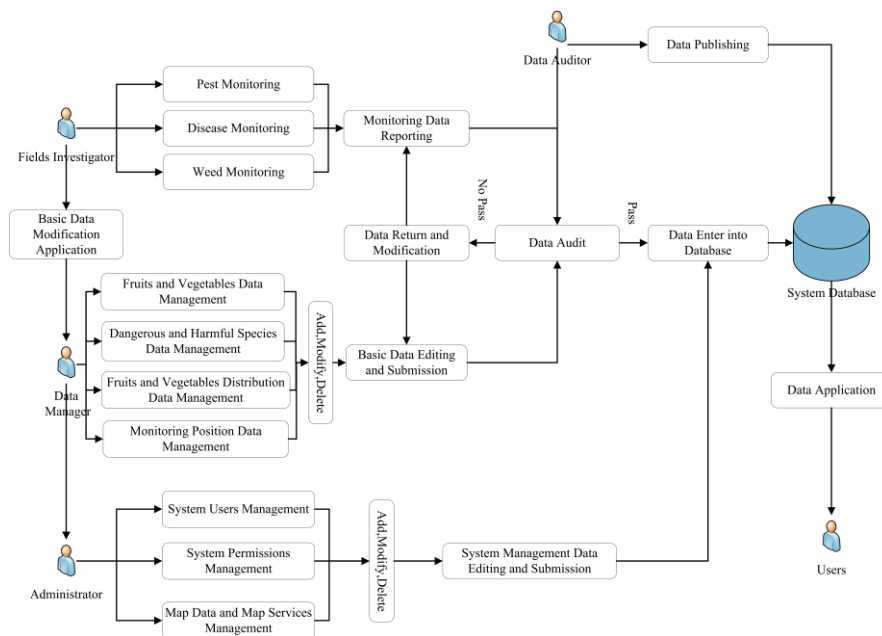 Data Auditor
Data Publishing
Pest Monitoring
Disease Monitoring
Weed Monitoring
Monitoring Data
Reporting
Fields Investigator
Basic Data
Modification
Application
No Pass
Pass
Data Return and
Modification
Data Audit
Data Enter into
Database
System Database
Fruits and Vegetables Data
Management
Dangerous and Harmful Species
Data Management
Fruits and Vegetables Distribution
Data Management
Monitoring Position Data
Management
Add,Modify,Delete
Basic Data Editing
and Submission
Data
Manager
Data Application
System Users Management
System Permissions
Management
Map Data and Map Services
Management
Add,Modify,Delete
System Management Data
Editing and Submission
Administrator
Users